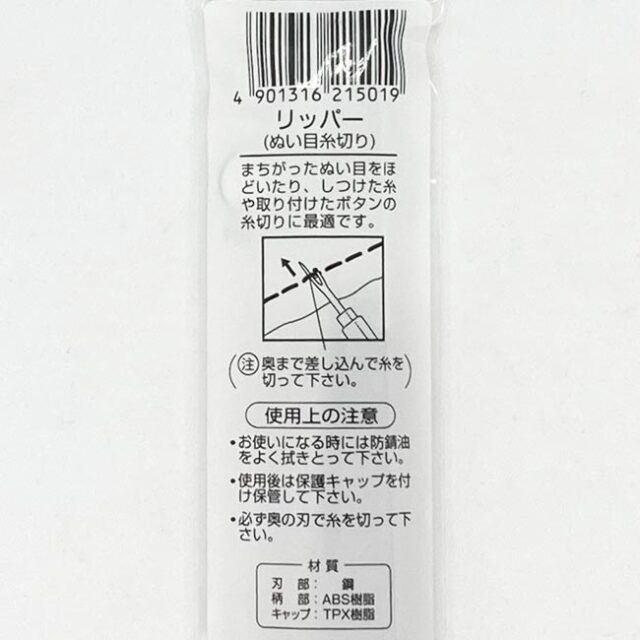 4 901316 215019
リッパー
(ぬい目糸切り)
まちがったぬい目をほ
どいたり、しつけた糸
や取り付けたボタンの
糸切りに最適です。
(注)奥まで差し込んで糸を
切って下さい。
使用上の注意
•お使いになる時には防錆油
をよく拭きとって下さい。
•使用後は保護キャップを付
け保管して下さい。
•必ず奥の刃で糸を切って下
さい。
材質
刃部: 鋼
柄部:ABS樹脂
キャップ:TPX樹脂